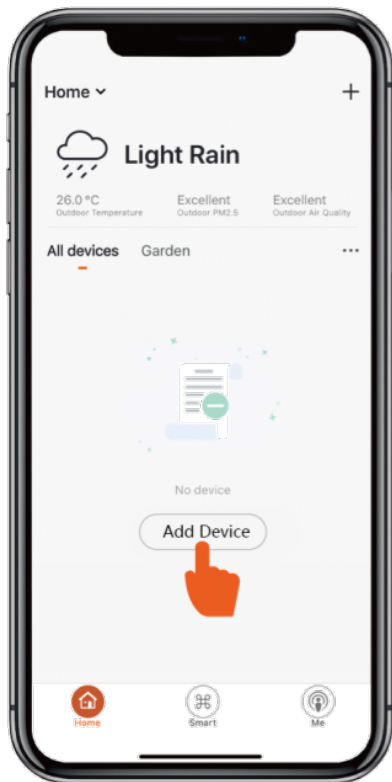 Home
Light Rain
26.0 °C Excellent Excellent
Outdoor Temperature Outdoor PM2.5 Outdoor Air Quality
All devices Garden
No device
Add Device
Home Smart Me